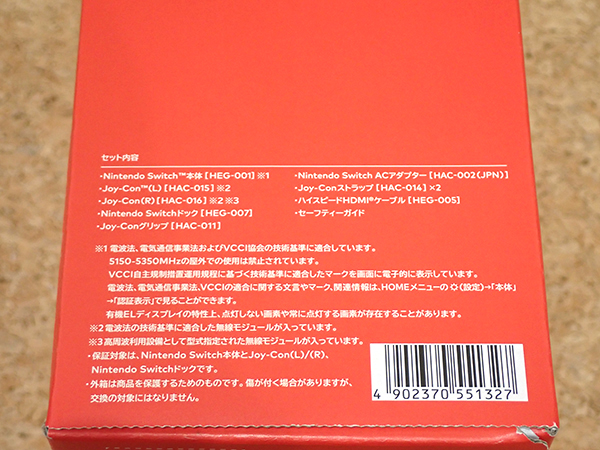 セット内容
・Nintendo Switch™本体[HEG-001]※1
・Joy-Con™(L)[HAC-015]※2
・Joy-Con(R)[HAC-016]※2※3
・Nintendo Switchドック[HEG-007]
・Joy-Conグリップ[HAC-011]
・Nintendo Switch ACアダプター[HAC-002(JPN)]
・Joy-Conストラップ[HAC-014]×2
・ハイスピードHDMI®ケーブル[HEG-005]
・セーフティーガイド
※1 電波法、電気通信事業法およびVCCI協会の技術基準に適合しています。
5150-5350MHzの屋外での使用は禁止されています。
VCCI自主規制措置運用規程に基づく技術基準に適合したマークを画面に電子的に表示しています。
電波法、電気通信事業法、VCCIの適合に関する文言やマーク、関連情報は、HOMEメニューの(設定)→「本体」
→「認証表示」で見ることができます。
有機ELディスプレイの特性上、点灯しない画素や常に点灯する画素が存在することがあります。
※2 電波法の技術基準に適合した無線モジュールが入っています。
※3 高周波利用設備として型式指定された無線モジュールが入っています。
・保証対象は、Nintendo Switch本体とJoy-Con(L)/(R)、
Nintendo Switchドックです。
・外箱は商品を保護するためのものです。傷が付く場合がありますが、
交換の対象にはなりません。
4 902370 551327